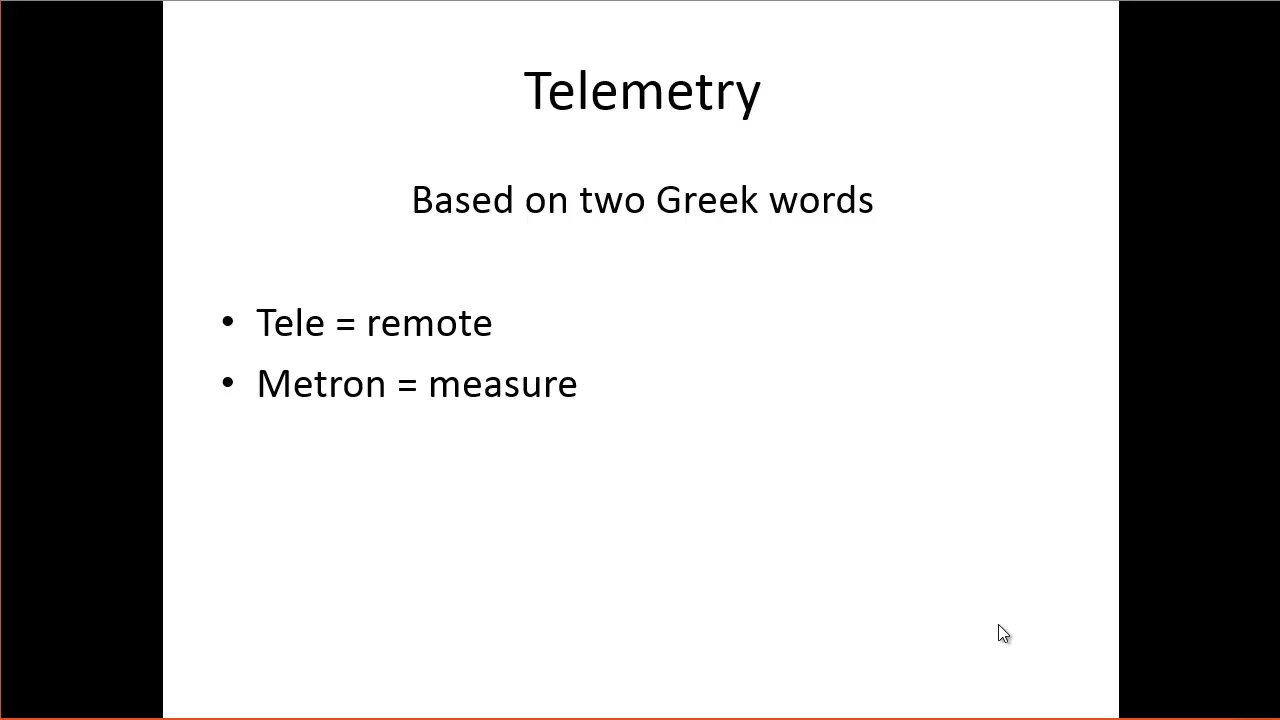 Telemetry
Based on two Greek words
• Tele = remote
• Metron = measure